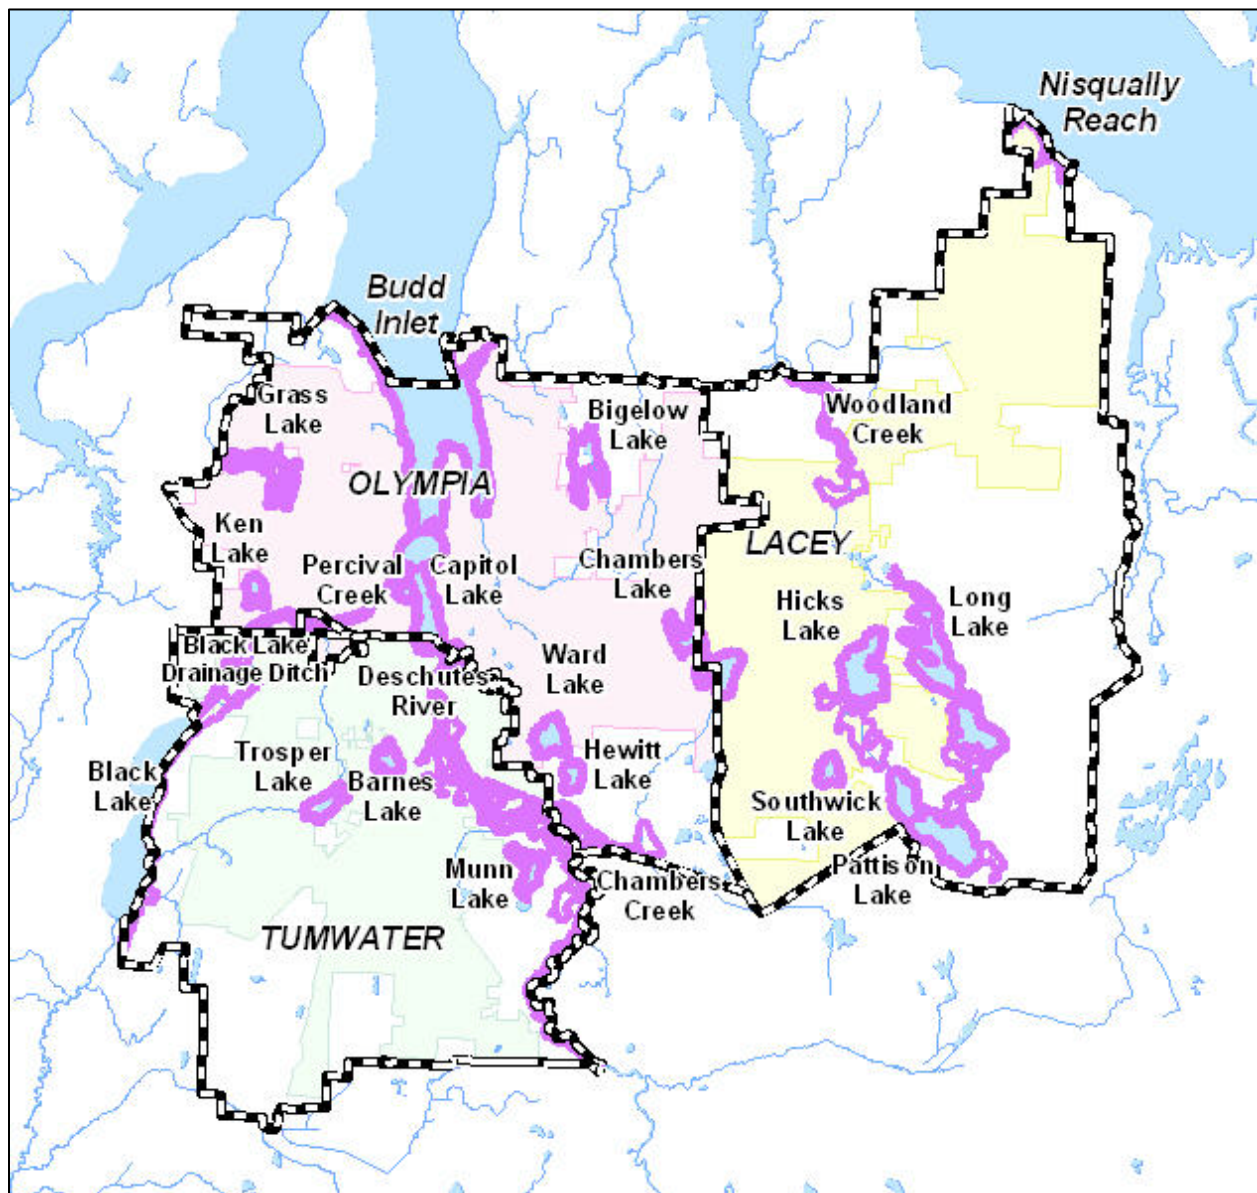 Nisqually
Reach
Budd
Inlet
Grass
Lake
Bigelow
Lake
Woodland
Creek
OLYMPIA
Ken
Lake
Percival
Creek
Capitol
Lake
Chambers
Lake
LACEY
Hicks
Lake
Long
Lake
Black Lake
Drainage Ditch
Deschutes
River
Ward
Lake
Black
Lake
Trosper
Lake
Barnes
Lake
Hewitt
Lake
Southwick
Lake
Pattison
Lake
Munn
Lake
Chambers
Creek
TUMWATER